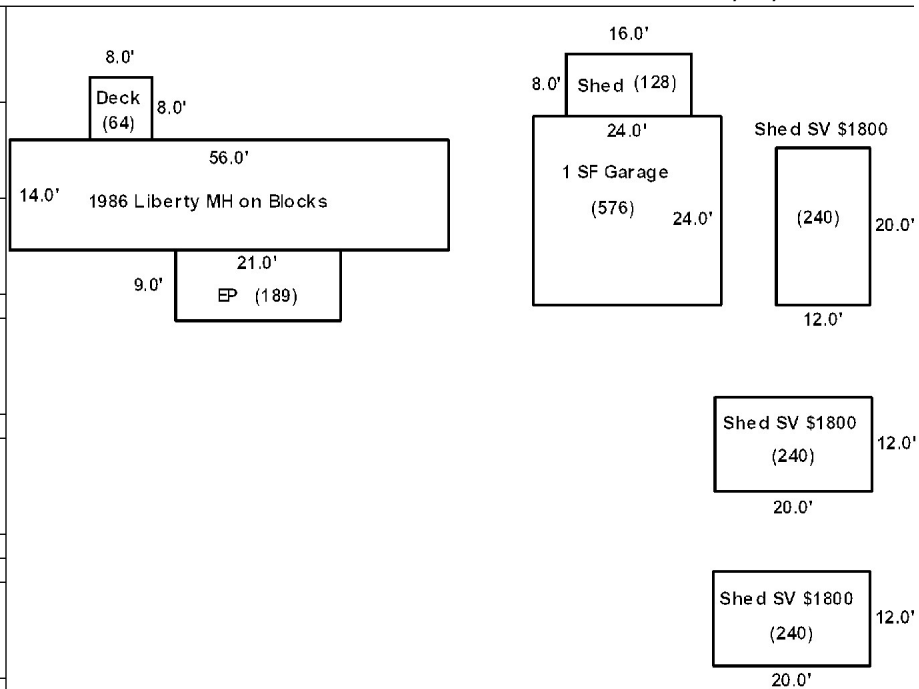 8.0'
Deck
(64)
8.0'
56.0'
14.0'
1986 Liberty MH on Blocks
21.0'
9.0'
EP (189)
16.0'
8.0'
Shed (128)
24.0'
1 SF Garage
(576)
24.0'
Shed SV $1800
(240)
20.0'
12.0'
Shed SV $1800
(240)
12.0'
20.0'
Shed SV $1800
(240)
12.0'
20.0'